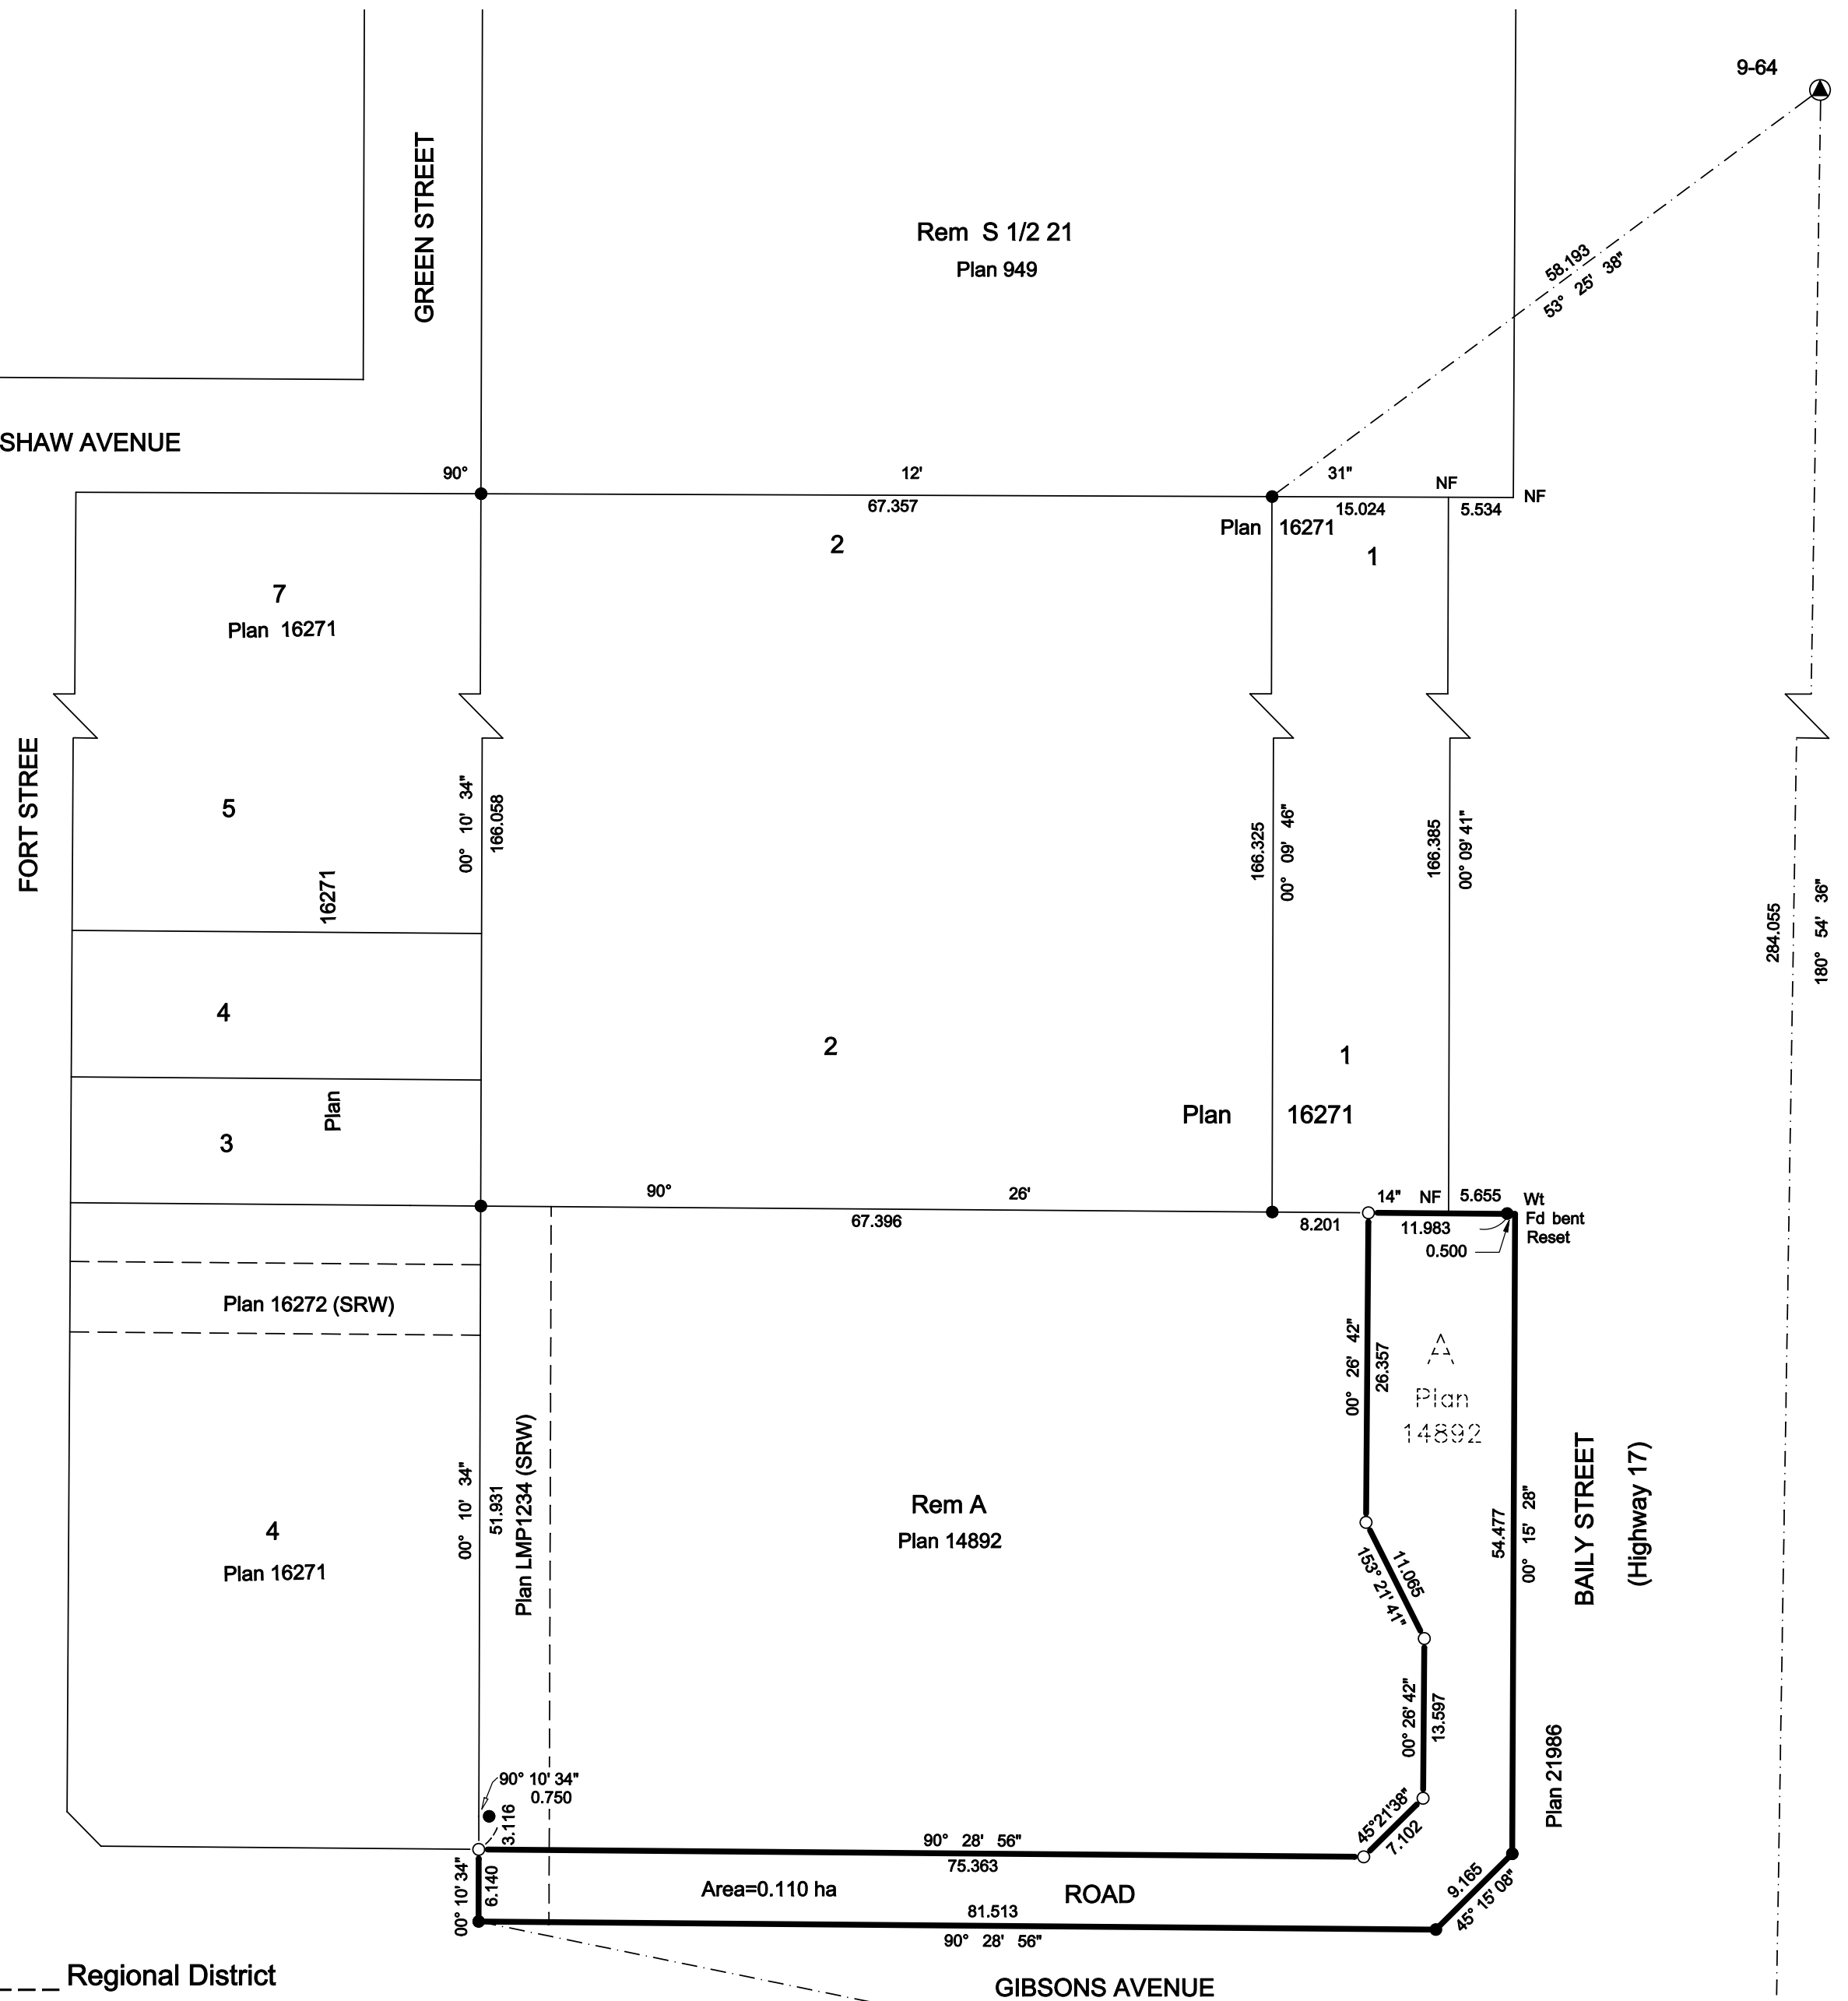 9-64
GREEN STREET
Rem S 1/2 21
Plan 949
58.193
53° 25' 38"
SHAW AVENUE
90° 12' 31"
NF
NF
67.357
15.024
5.534
Plan 16271
2
1
7
Plan 16271
FORT STREE
5
16271
00° 10' 34"
166.058
166.325
00° 09' 46"
166.385
00° 09' 41"
284.055
180° 54' 36"
4
2
1
Plan
3
Plan 16271
90° 26' 14"
NF
5.655
Wt
Fd bent
Reset
67.396
8.201
11.983
0.500
Plan 16272 (SRW)
00° 26' 42"
26.357
A
Plan
14892
Plan LMP1234 (SRW)
00° 10' 34"
51.931
Rem A
Plan 14892
4
Plan 16271
11.065
153° 21' 41"
54.477
00° 15' 28"
BAILY STREET
(Highway 17)
00° 26' 42"
13.597
Plan 21986
90° 10' 34"
0.750
3.116
45°21'38"
7.102
90° 28' 56"
75.363
00° 10' 34"
6.140
Area=0.110 ha
ROAD
9.165
45° 15' 08"
81.513
90° 28' 56"
Regional District
GIBSONS AVENUE